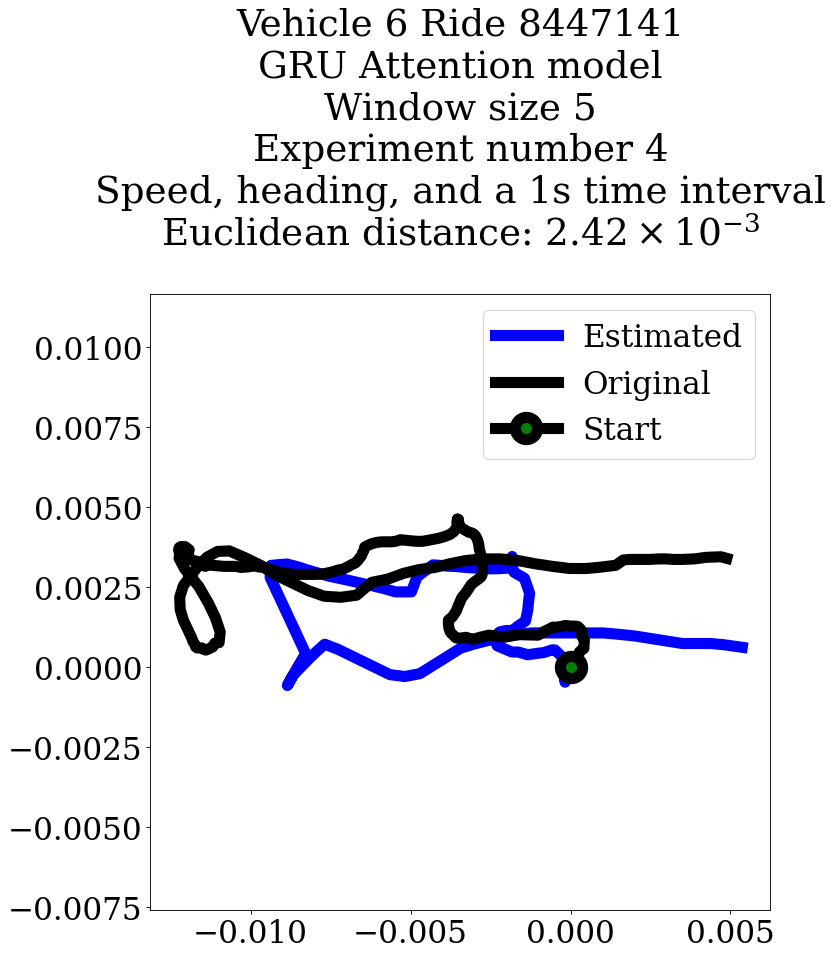 Vehicle 6 Ride 8447141
GRU Attention model
Window size 5
Experiment number 4
Speed, heading, and a 1s time interval
Euclidean distance: 2.42 × 10⁻³
Estimated
Original
Start
0.0100
0.0075
0.0050
0.0025
0.0000
−0.0025
−0.0050
−0.0075
−0.010 −0.005 0.000 0.005